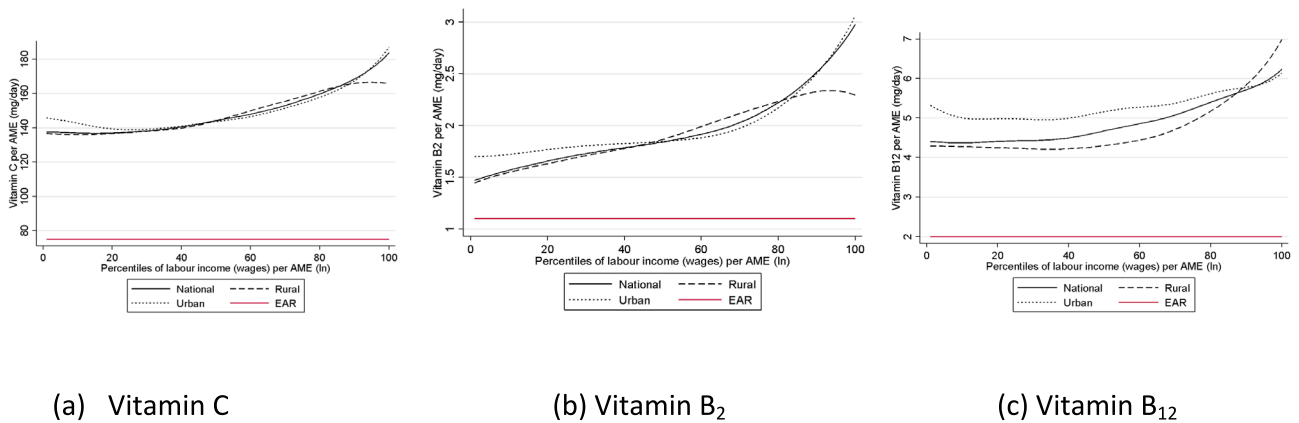 Vitamin C per AME (mg/day)
180
160
140
120
100
80
0 20 40 60 80 100
Percentiles of labour income (wages) per AME (ln)
National Rural
Urban EAR
(a) Vitamin C
Vitamin B2 per AME (mg/day)
3
2.5
2
1.5
1
0 20 40 60 80 100
Percentiles of labour income (wages) per AME (ln)
National Rural
Urban EAR
(b) Vitamin B₂
Vitamin B12 per AME (mg/day)
7
6
5
4
3
2
0 20 40 60 80 100
Percentiles of labour income (wages) per AME (ln)
National Rural
Urban EAR
(c) Vitamin B₁₂